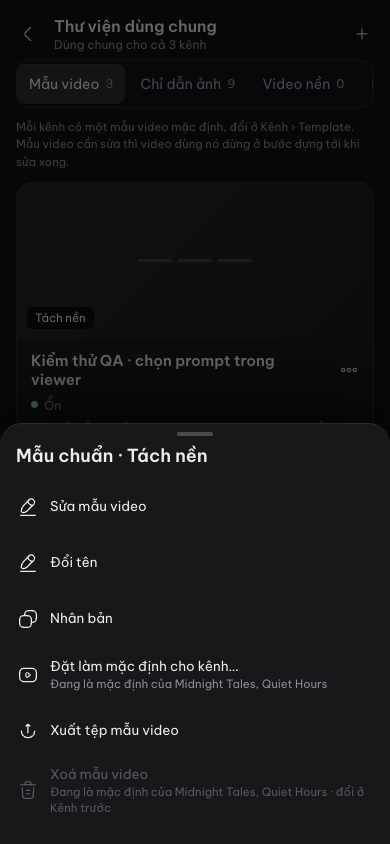 Thư viện dùng chung
Dùng chung cho cả 3 kênh
Mẫu video 3
Chỉ dẫn ảnh 9
Video nền 0
Mỗi kênh có một mẫu video mặc định, đổi ở Kênh › Template.
Mẫu video cần sửa thì video dùng nó dừng ở bước dựng tới khi
sửa xong.
Tách nền
Kiểm thử QA · chọn prompt trong
viewer
Ổn
Mẫu chuẩn · Tách nền
Sửa mẫu video
Đổi tên
Nhân bản
Đặt làm mặc định cho kênh...
Đang là mặc định của Midnight Tales, Quiet Hours
Xuất tệp mẫu video
Xoá mẫu video
Đang là mặc định của Midnight Tales, Quiet Hours · đổi ở
Kênh trước